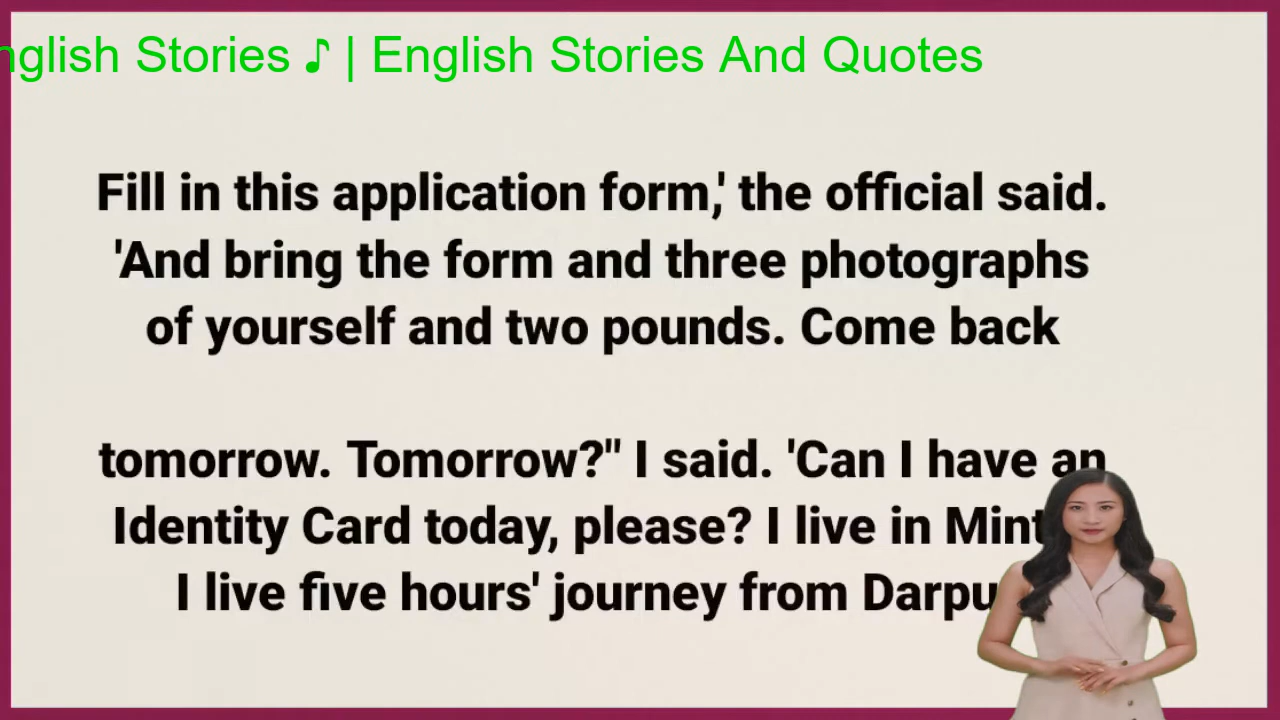 English Stories ♪ | English Stories And Quotes
Fill in this application form,' the official said.
'And bring the form and three photographs
of yourself and two pounds. Come back
tomorrow. Tomorrow?" I said. 'Can I have an
Identity Card today, please? I live in
I live five hours' journey from